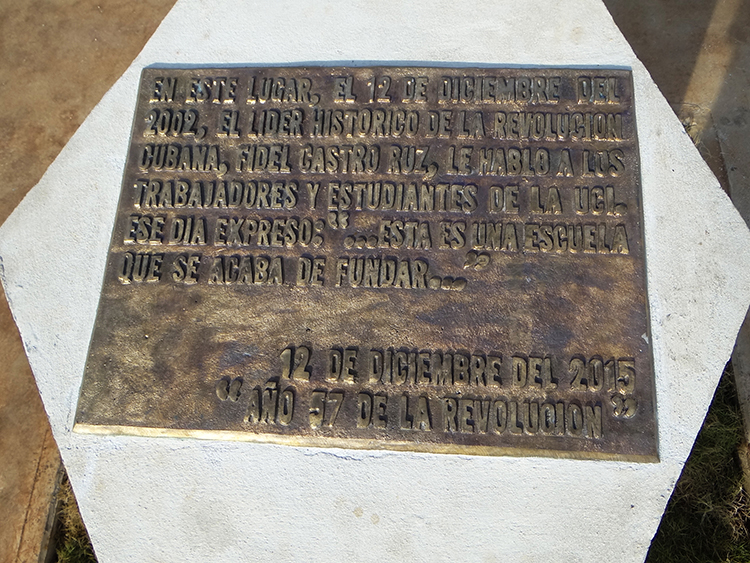 EN ESTE LUGAR, EL 12 DE DICIEMBRE DEL
2002, EL LIDER HISTORICO DE LA REVOLUCION
CUBANA, FIDEL CASTRO RUZ, LE HABLO A LOS
TRABAJADORES Y ESTUDIANTES DE LA UCI.
ESE DIA EXPRESO: "...ESTA ES UNA ESCUELA
QUE SE ACABA DE FUNDAR..."
12 DE DICIEMBRE DEL 2015
"AÑO 57 DE LA REVOLUCION"